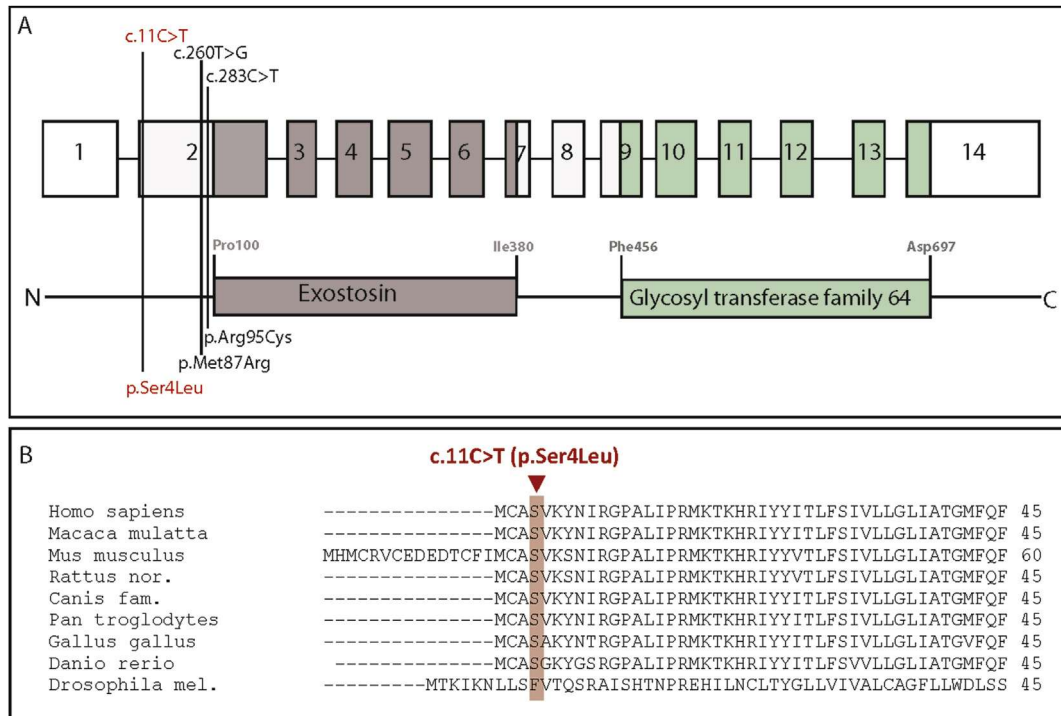 A
c.11C>T
c.260T>G
c.283C>T
1 2 3 4 5 6 7 8 9 10 11 12 13 14
Pro100 Ile380 Phe456 Asp697
N Exostosin Glycosyl transferase family 64 C
p.Arg95Cys
p.Met87Arg
p.Ser4Leu
B
c.11C>T (p.Ser4Leu)
Homo sapiens ---------------MCASVKYNIRGPALIPRMKTKHRIYYITLFSIVLLGLIATGMFQF 45
Macaca mulatta ---------------MCASVKYNIRGPALIPRMKTKHRIYYITLFSIVLLGLIATGMFQF 45
Mus musculus MHMCRVCEDEDTCFIMCASVKSNIRGPALIPRMKTKHRIYYVTLFSIVLLGLIATGMFQF 60
Rattus nor. ---------------MCASVKSNIRGPALIPRMKTKHRIYYVTLFSIVLLGLIATGMFQF 45
Canis fam. ---------------MCASVKYNIRGPALIPRMKTKHRIYYITLFSIVLLGLIATGMFQF 45
Pan troglodytes ---------------MCASVKYNIRGPALIPRMKTKHRIYYITLFSIVLLGLIATGMFQF 45
Gallus gallus ---------------MCASAKYNTRGPALIPRMKTKHRIYYITLFSIVLLGLIATGVFQF 45
Danio rerio --------------MCASGKYGSRGPALIPRMKTKHRIYYITLFSVVLLGLIATGMFQF 45
Drosophila mel. ---------MTKIKNLLSFVTQSRAISHTNPREHILNCLTYGLLVIVALCAGFLLWDLSS 45